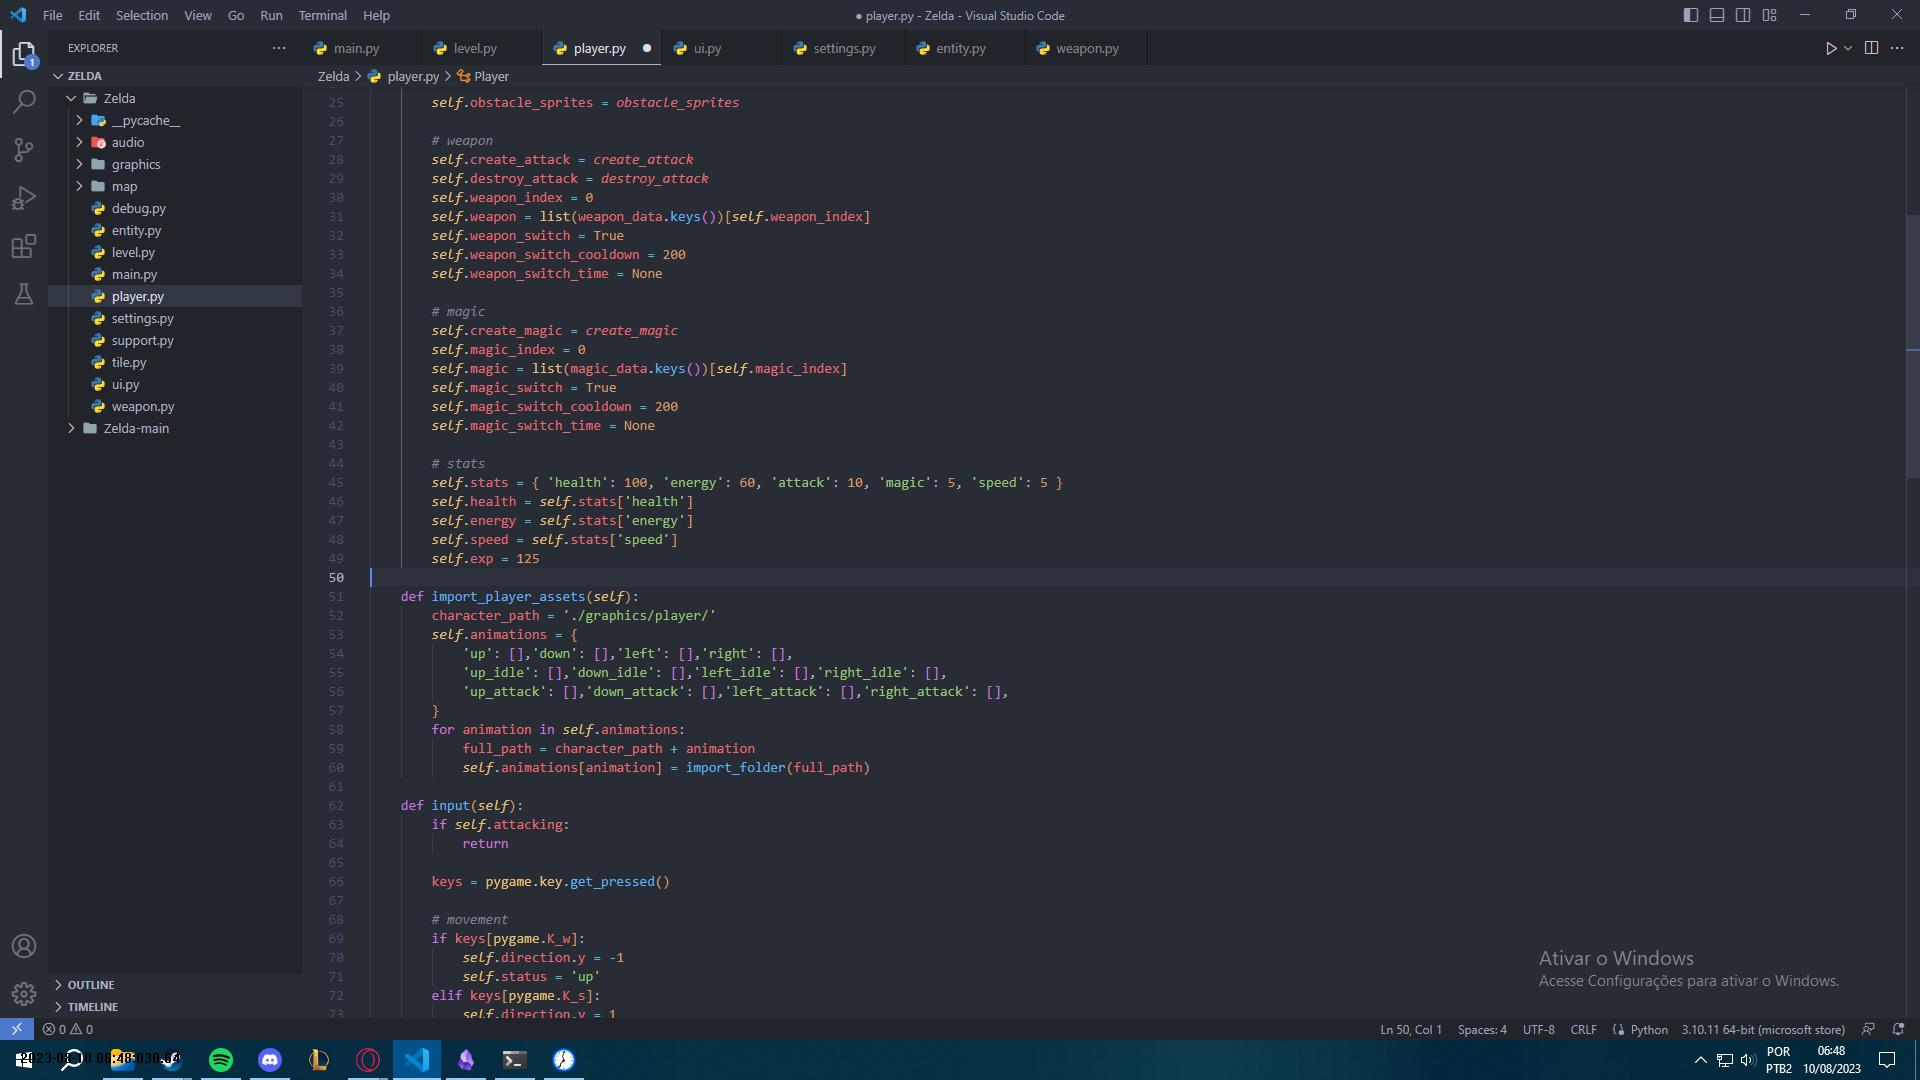 File Edit Selection View Go Run Terminal Help
● player.py - Zelda - Visual Studio Code
EXPLORER
main.py level.py player.py ui.py settings.py entity.py weapon.py
ZELDA
Zelda > player.py > Player
Zelda
__pycache__
audio
graphics
map
debug.py
entity.py
level.py
main.py
player.py
settings.py
support.py
tile.py
ui.py
weapon.py
Zelda-main
OUTLINE
TIMELINE
25 self.obstacle_sprites = obstacle_sprites
26
27 # weapon
28 self.create_attack = create_attack
29 self.destroy_attack = destroy_attack
30 self.weapon_index = 0
31 self.weapon = list(weapon_data.keys())[self.weapon_index]
32 self.weapon_switch = True
33 self.weapon_switch_cooldown = 200
34 self.weapon_switch_time = None
35
36 # magic
37 self.create_magic = create_magic
38 self.magic_index = 0
39 self.magic = list(magic_data.keys())[self.magic_index]
40 self.magic_switch = True
41 self.magic_switch_cooldown = 200
42 self.magic_switch_time = None
43
44 # stats
45 self.stats = { 'health': 100, 'energy': 60, 'attack': 10, 'magic': 5, 'speed': 5 }
46 self.health = self.stats['health']
47 self.energy = self.stats['energy']
48 self.speed = self.stats['speed']
49 self.exp = 125
50
51 def import_player_assets(self):
52 character_path = './graphics/player/'
53 self.animations = {
54 'up': [],'down': [],'left': [],'right': [],
55 'up_idle': [],'down_idle': [],'left_idle': [],'right_idle': [],
56 'up_attack': [],'down_attack': [],'left_attack': [],'right_attack': [],
57 }
58 for animation in self.animations:
59 full_path = character_path + animation
60 self.animations[animation] = import_folder(full_path)
61
62 def input(self):
63 if self.attacking:
64 return
65
66 keys = pygame.key.get_pressed()
67
68 # movement
69 if keys[pygame.K_w]:
70 self.direction.y = -1
71 self.status = 'up'
72 elif keys[pygame.K_s]:
73 self.direction.y = 1
Ativar o Windows
Acesse Configurações para ativar o Windows.
0 0
Ln 50, Col 1 Spaces: 4 UTF-8 CRLF Python 3.10.11 64-bit (microsoft store)
POR
PTB2
06:48
10/08/2023